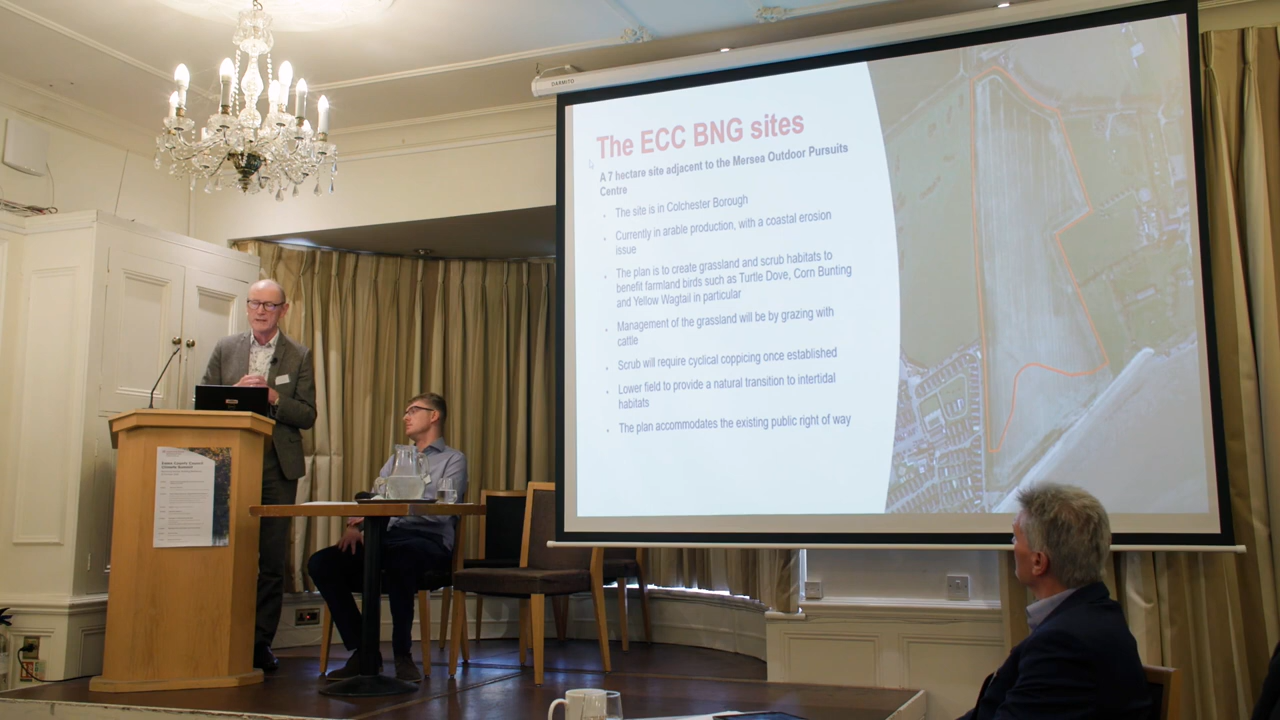 DARMITO
The ECC BNG sites
A 7 hectare site adjacent to the Mersea Outdoor Pursuits
Centre
• The site is in Colchester Borough
• Currently in arable production, with a coastal erosion
issue
• The plan is to create grassland and scrub habitats to
benefit farmland birds such as Turtle Dove, Corn Bunting
and Yellow Wagtail in particular
• Management of the grassland will be by grazing with
cattle
• Scrub will require cyclical coppicing once established
• Lower field to provide a natural transition to intertidal
habitats
• The plan accommodates the existing public right of way